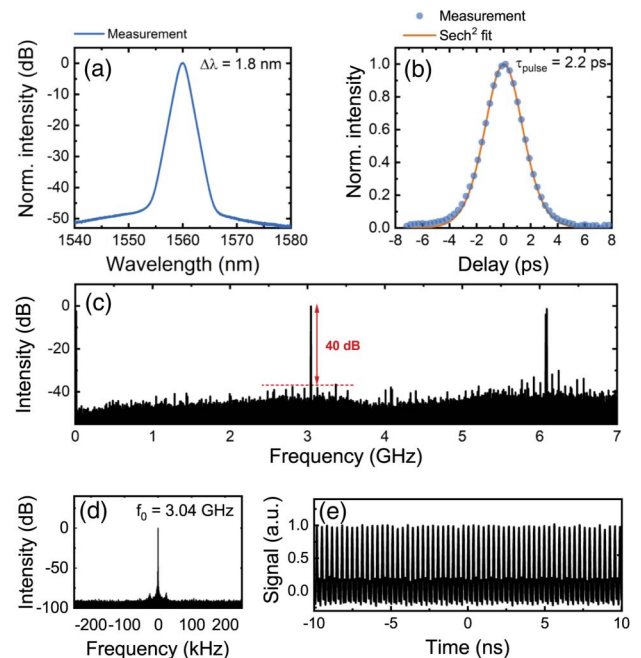 Measurement
(a)
Δλ = 1.8 nm
Norm. intensity (dB)
0
-10
-20
-30
-40
-50
1540
1550
1560
1570
1580
Wavelength (nm)
Measurement
Sech² fit
(b)
τpulse = 2.2 ps
Norm. intensity
1.0
0.8
0.6
0.4
0.2
0
-8 -6 -4 -2 0 2 4 6 8
Delay (ps)
(c)
40 dB
Intensity (dB)
0
-20
-40
0 1 2 3 4 5 6 7
Frequency (GHz)
(d)
f₀ = 3.04 GHz
Intensity (dB)
0
-50
-100
-200 -100 0 100 200
Frequency (kHz)
(e)
Signal (a.u.)
1.0
0.5
0.0
-10 -5 0 5 10
Time (ns)